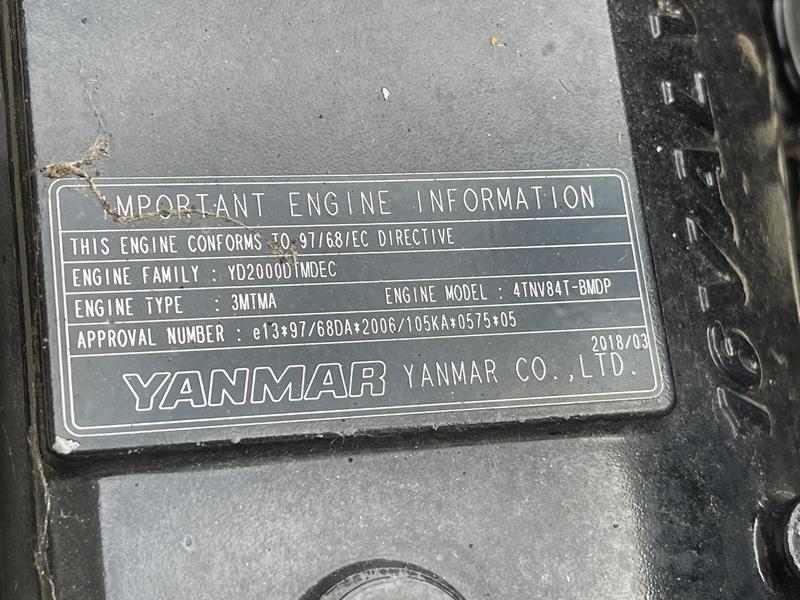 IMPORTANT ENGINE INFORMATION
THIS ENGINE CONFORMS TO 97/68/EC DIRECTIVE
ENGINE FAMILY : YD2000DTMDEC
ENGINE TYPE : 3MTMA ENGINE MODEL : 4TNV84T-BMDP
APPROVAL NUMBER : e13*97/68DA*2006/105KA*0575*05
2018/03
YANMAR YANMAR CO.,LTD.
16VALV